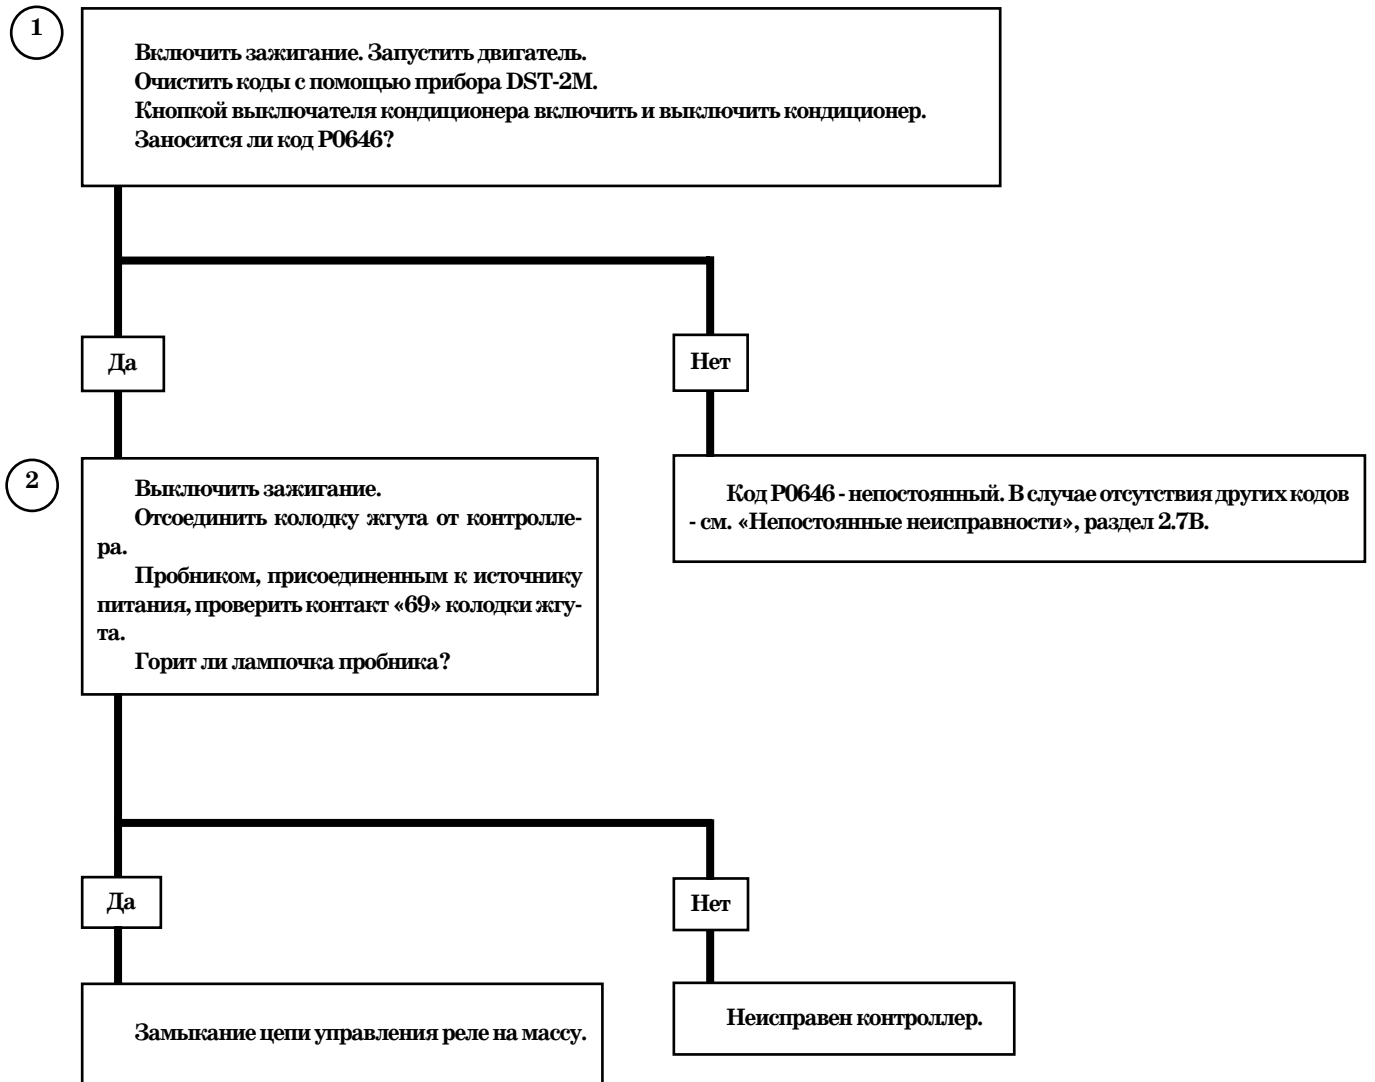 1
Включить зажигание. Запустить двигатель.
Очистить коды с помощью прибора DST-2M.
Кнопкой выключателя кондиционера включить и выключить кондиционер.
Заносится ли код P0646?
Да
Нет
2
Выключить зажигание.
Отсоединить колодку жгута от контролле-
ра.
Пробником, присоединенным к источнику
питания, проверить контакт «69» колодки жгу-
та.
Горит ли лампочка пробника?
Код P0646 - непостоянный. В случае отсутствия других кодов
- см. «Непостоянные неисправности», раздел 2.7В.
Да
Нет
Замыкание цепи управления реле на массу.
Неисправен контроллер.